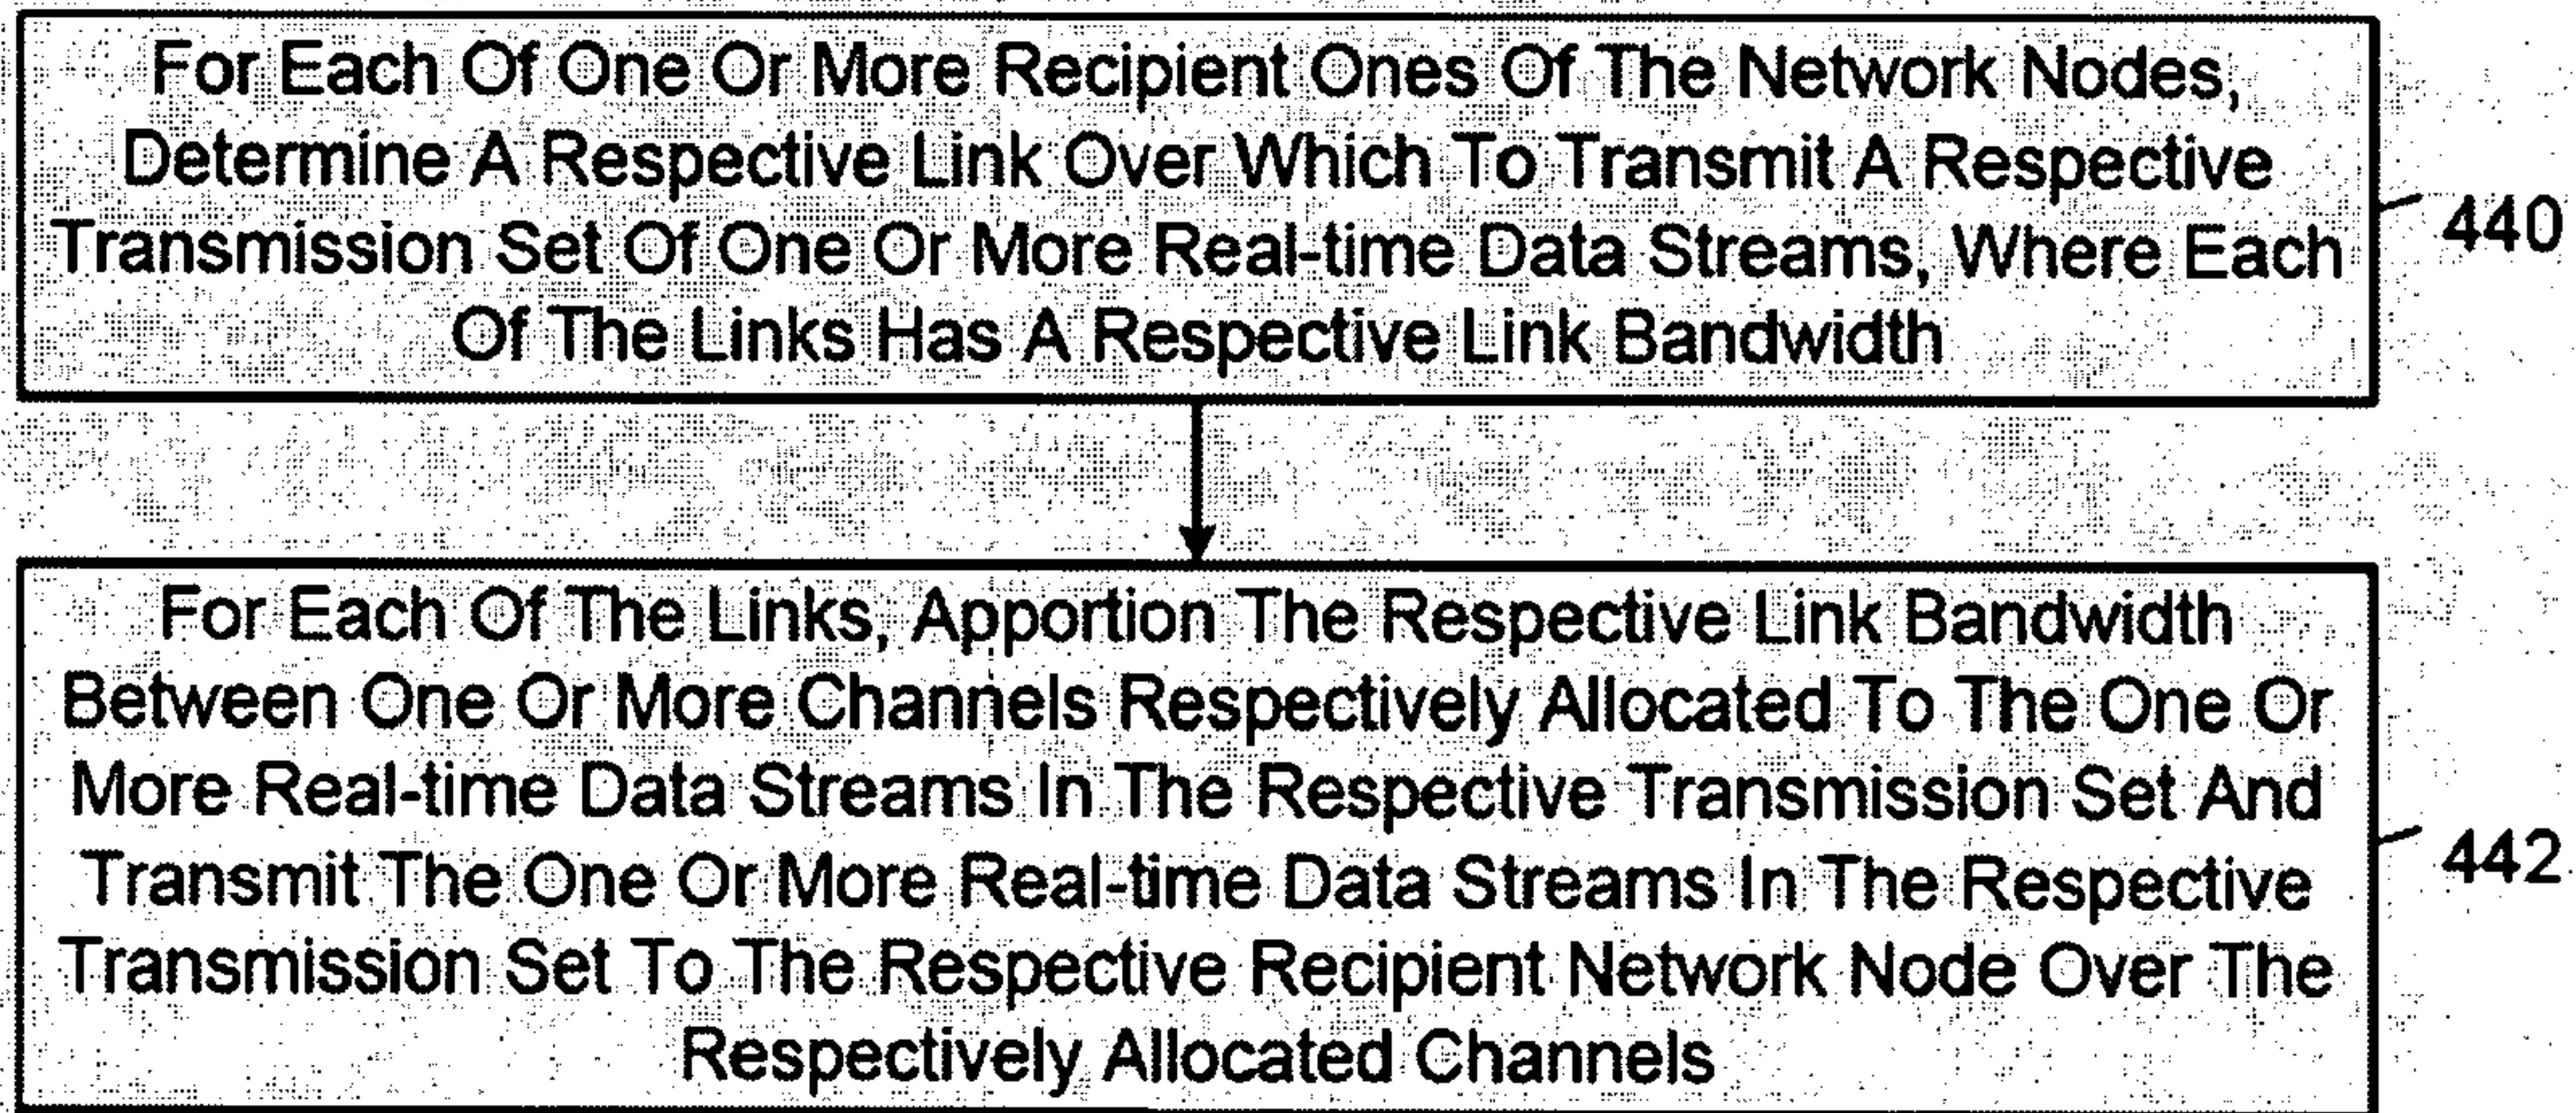 For Each Of One Or More Recipient Ones Of The Network Nodes,
Determine A Respective Link Over Which To Transmit A Respective
Transmission Set Of One Or More Real-time Data Streams, Where Each
Of The Links Has A Respective Link Bandwidth
440
For Each Of The Links, Apportion The Respective Link Bandwidth
Between One Or More Channels Respectively Allocated To The One Or
More Real-time Data Streams In The Respective Transmission Set And
Transmit The One Or More Real-time Data Streams In The Respective
Transmission Set To The Respective Recipient Network Node Over The
Respectively Allocated Channels
442